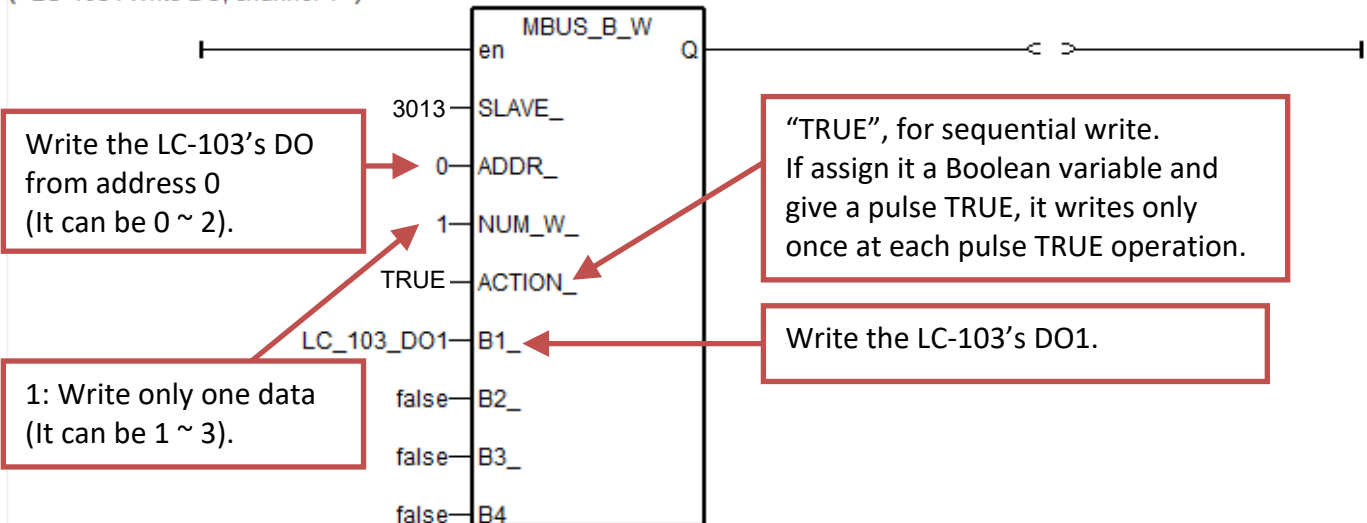 MBUS_B_W
en Q
3013 SLAVE_
0 ADDR_
1 NUM_W_
TRUE ACTION_
LC_103_DO1 B1_
false B2_
false B3_
false B4
Write the LC-103’s DO
from address 0
(It can be 0 ~ 2).
1: Write only one data
(It can be 1 ~ 3).
“TRUE”, for sequential write.
If assign it a Boolean variable and
give a pulse TRUE, it writes only
once at each pulse TRUE operation.
Write the LC-103’s DO1.